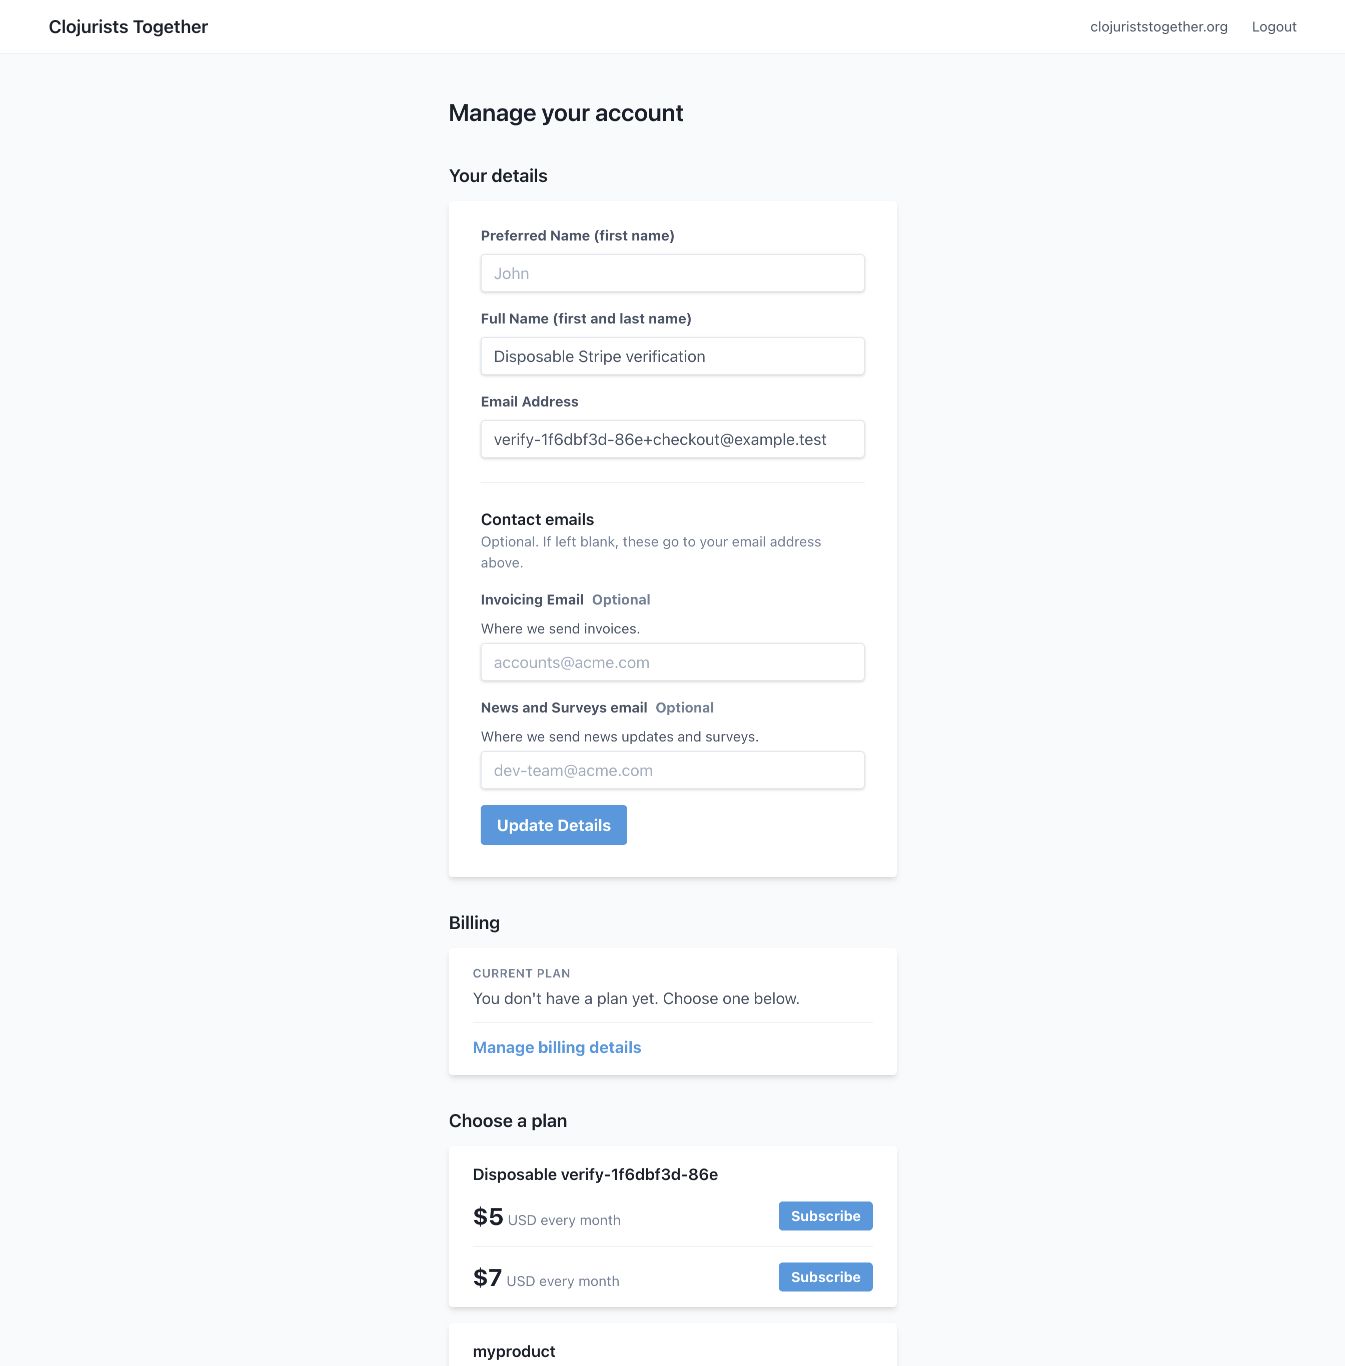 Clojurists Together
clojuriststogether.org
Logout
Manage your account
Your details
Preferred Name (first name)
John
Full Name (first and last name)
Disposable Stripe verification
Email Address
verify-1f6dbf3d-86e+checkout@example.test
Contact emails
Optional. If left blank, these go to your email address
above.
Invoicing Email Optional
Where we send invoices.
accounts@acme.com
News and Surveys email Optional
Where we send news updates and surveys.
dev-team@acme.com
Update Details
Billing
CURRENT PLAN
You don't have a plan yet. Choose one below.
Manage billing details
Choose a plan
Disposable verify-1f6dbf3d-86e
$5 USD every month
Subscribe
$7 USD every month
Subscribe
myproduct